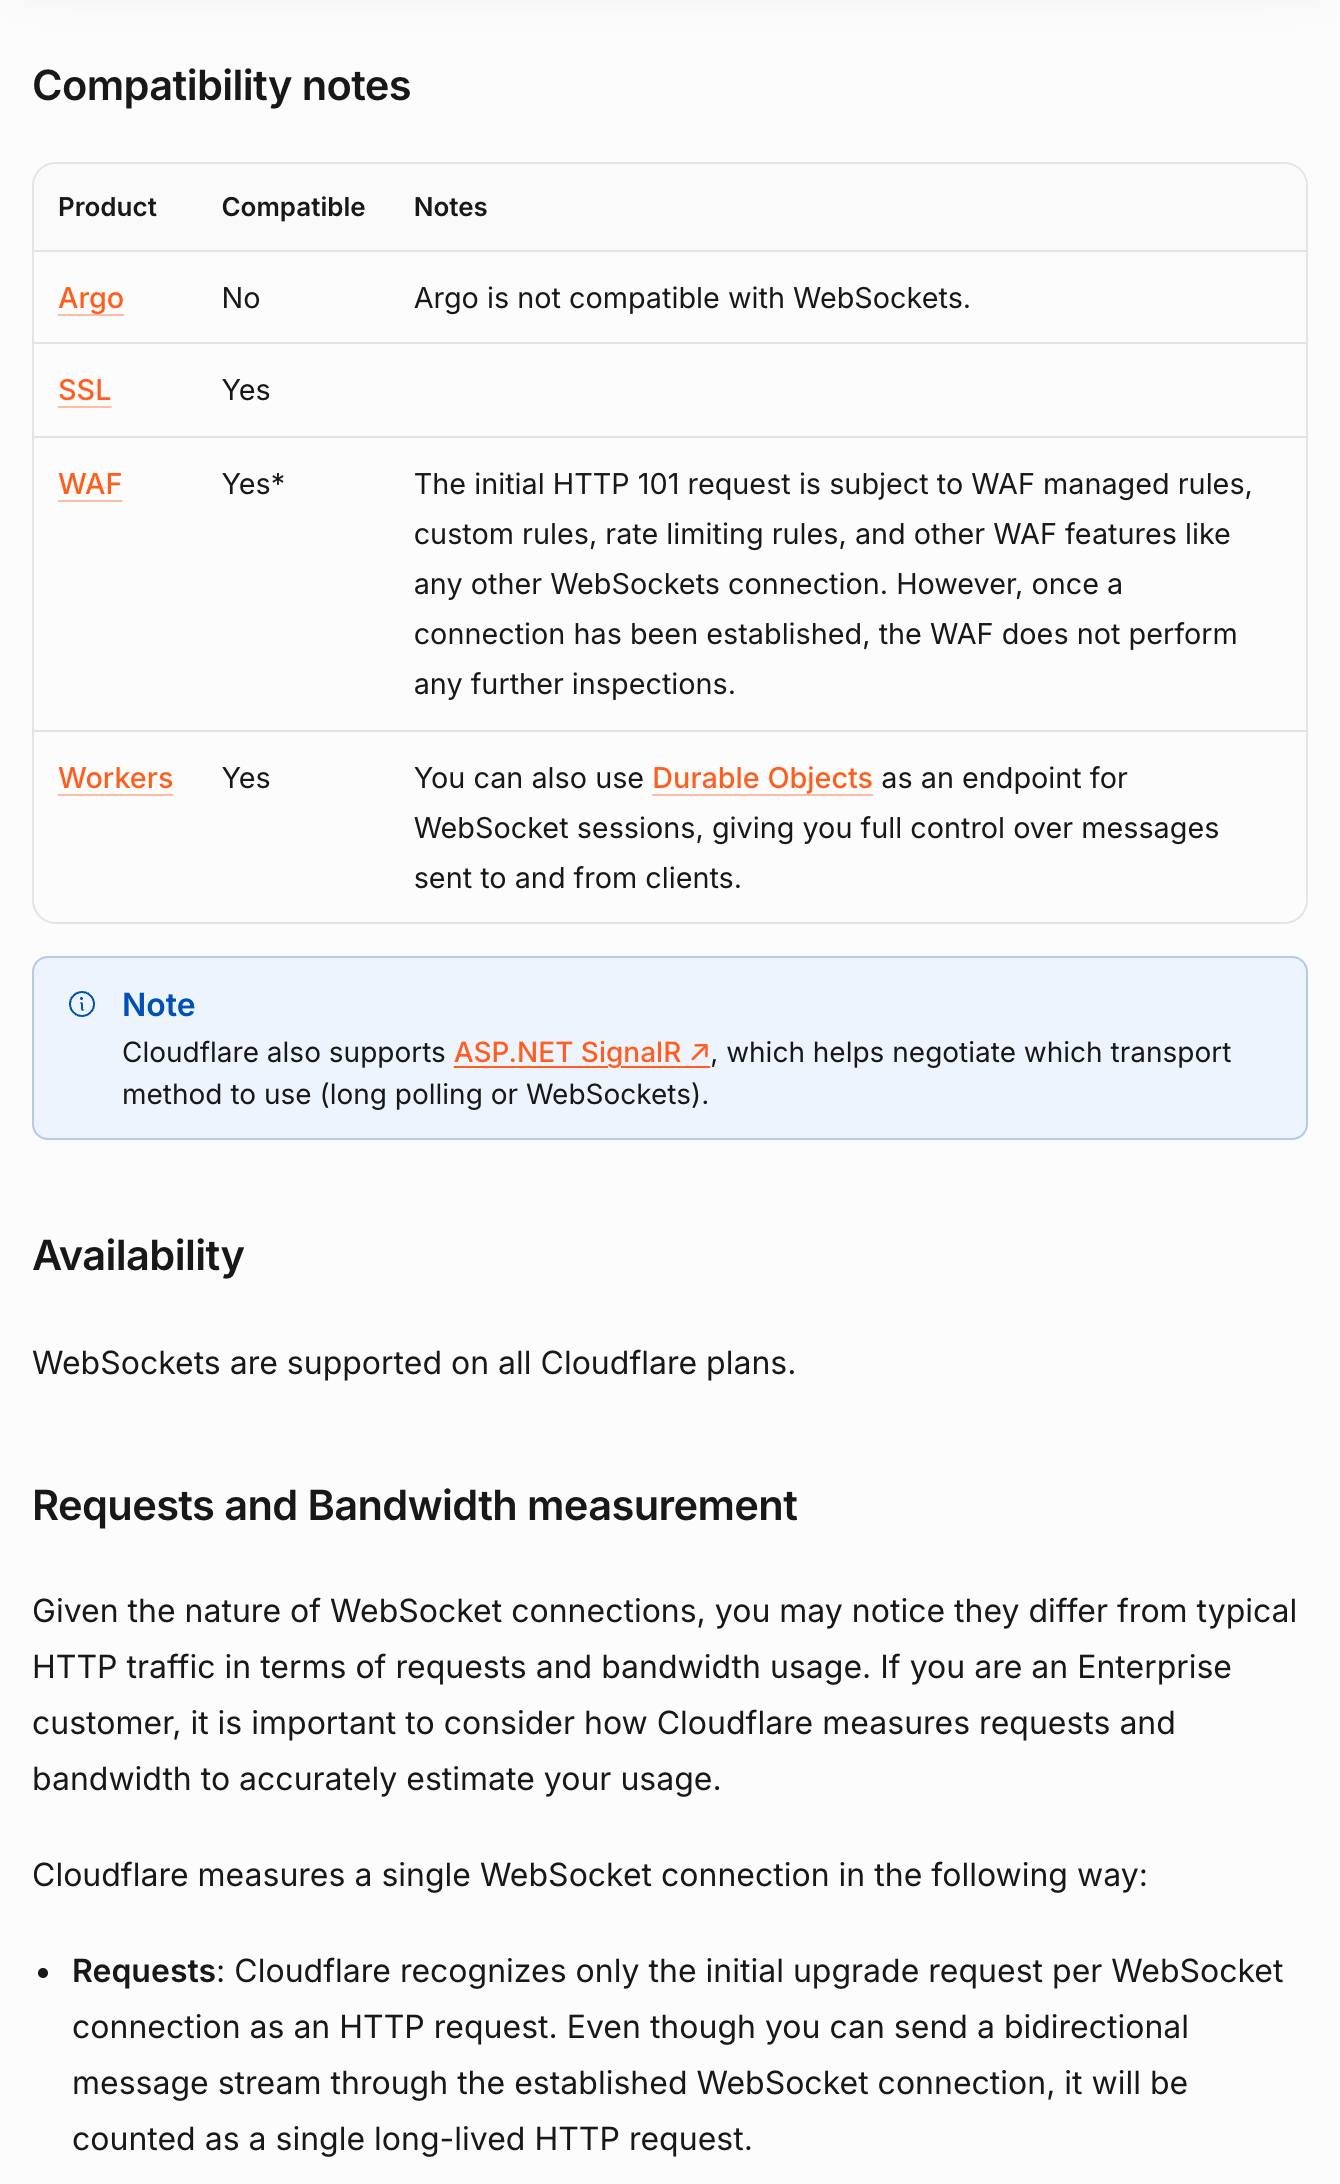 Compatibility notes
Product Compatible Notes
Argo No Argo is not compatible with WebSockets.
SSL Yes
WAF Yes* The initial HTTP 101 request is subject to WAF managed rules,
custom rules, rate limiting rules, and other WAF features like
any other WebSockets connection. However, once a
connection has been established, the WAF does not perform
any further inspections.
Workers Yes You can also use Durable Objects as an endpoint for
WebSocket sessions, giving you full control over messages
sent to and from clients.
Note
Cloudflare also supports ASP.NET SignalR ↗, which helps negotiate which transport
method to use (long polling or WebSockets).
Availability
WebSockets are supported on all Cloudflare plans.
Requests and Bandwidth measurement
Given the nature of WebSocket connections, you may notice they differ from typical
HTTP traffic in terms of requests and bandwidth usage. If you are an Enterprise
customer, it is important to consider how Cloudflare measures requests and
bandwidth to accurately estimate your usage.
Cloudflare measures a single WebSocket connection in the following way:
• Requests: Cloudflare recognizes only the initial upgrade request per WebSocket
connection as an HTTP request. Even though you can send a bidirectional
message stream through the established WebSocket connection, it will be
counted as a single long-lived HTTP request.